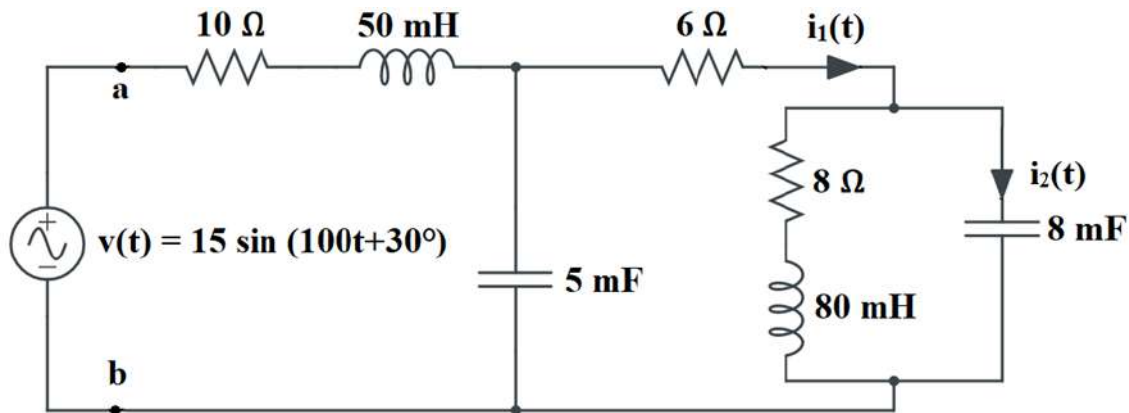 10 Ω
50 mH
6 Ω
i₁(t)
a
8 Ω
i₂(t)
+
−
v(t) = 15 sin (100t+30°)
8 mF
5 mF
80 mH
b